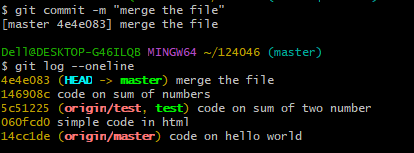 $ git commit -m "merge the file"
[master 4e4e083] merge the file
Dell@DESKTOP-G46ILQB MINGW64 ~/124046 (master)
$ git log --oneline
4e4e083 (HEAD -> master) merge the file
146908c code on sum of numbers
5c51225 (origin/test, test) code on sum of two number
060fcd0 simple code in html
14cc1de (origin/master) code on hello world